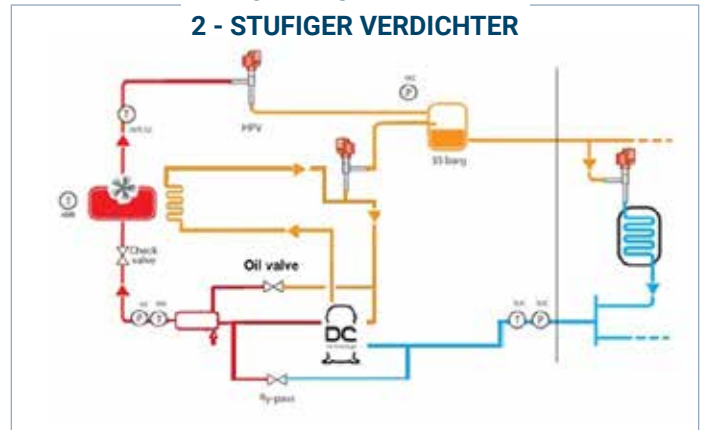 2 - STUFIGER VERDICHTER
T
HPV
P
35 barg
T
Check
valve
Oil valve
P
T
DC
T
P
By-pass